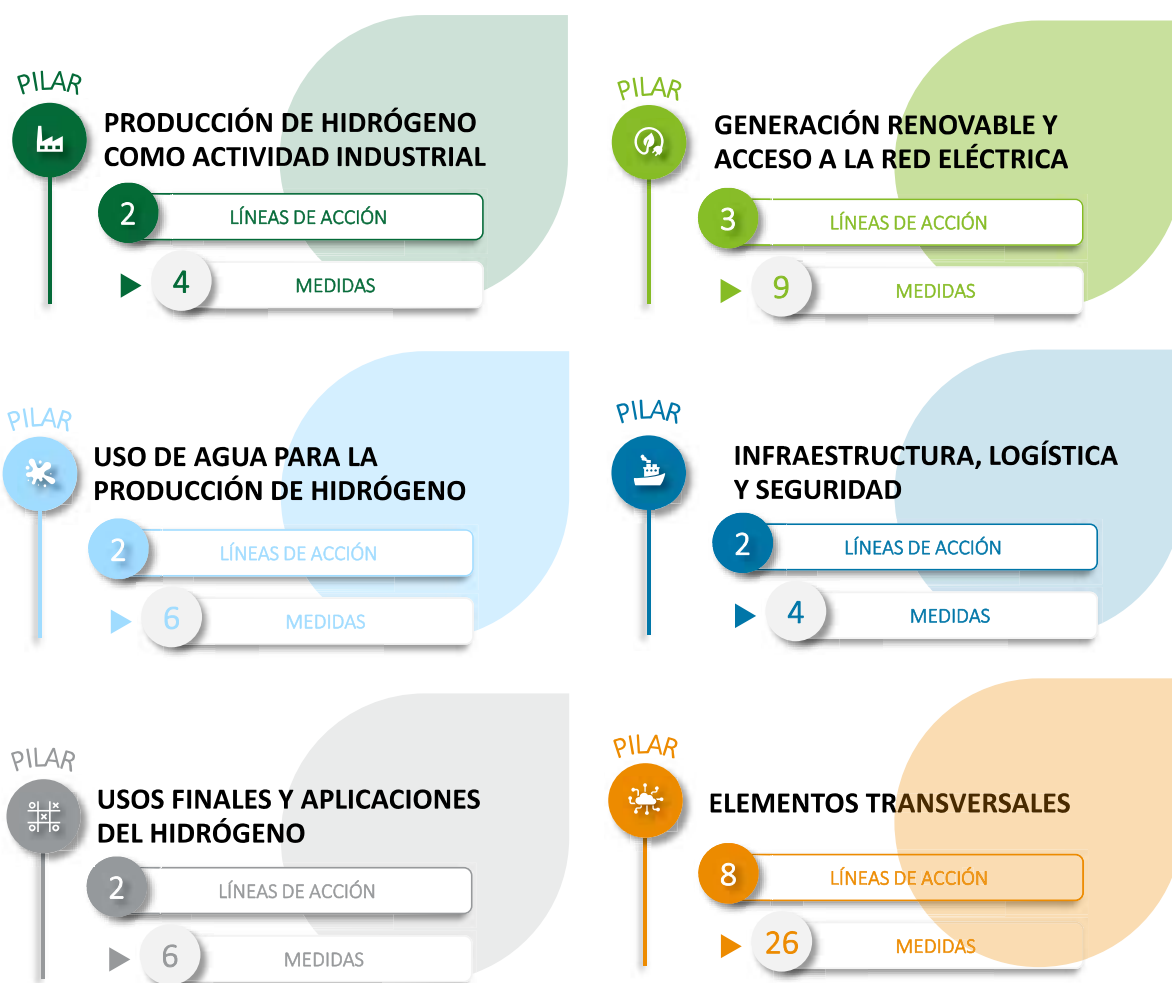 PILAR
PRODUCCIÓN DE HIDRÓGENO
COMO ACTIVIDAD INDUSTRIAL
2 LÍNEAS DE ACCIÓN
4 MEDIDAS
PILAR
GENERACIÓN RENOVABLE Y
ACCESO A LA RED ELÉCTRICA
3 LÍNEAS DE ACCIÓN
9 MEDIDAS
PILAR
USO DE AGUA PARA LA
PRODUCCIÓN DE HIDRÓGENO
2 LÍNEAS DE ACCIÓN
6 MEDIDAS
PILAR
INFRAESTRUCTURA, LOGÍSTICA
Y SEGURIDAD
2 LÍNEAS DE ACCIÓN
4 MEDIDAS
PILAR
USOS FINALES Y APLICACIONES
DEL HIDRÓGENO
2 LÍNEAS DE ACCIÓN
6 MEDIDAS
PILAR
ELEMENTOS TRANSVERSALES
8 LÍNEAS DE ACCIÓN
26 MEDIDAS